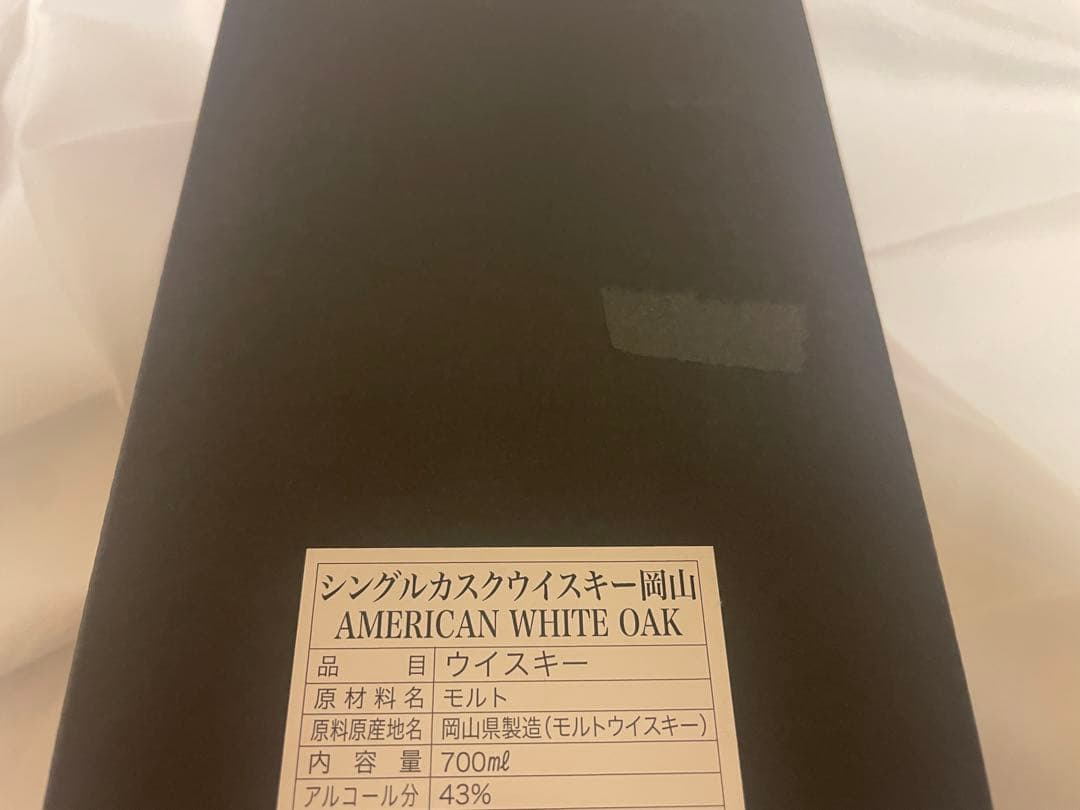 シングルカスクウイスキー岡山
AMERICAN WHITE OAK
品 目 ウイスキー
原材料名 モルト
原料原産地名 岡山県製造(モルトウイスキー)
内容量 700㎖
アルコール分 43%